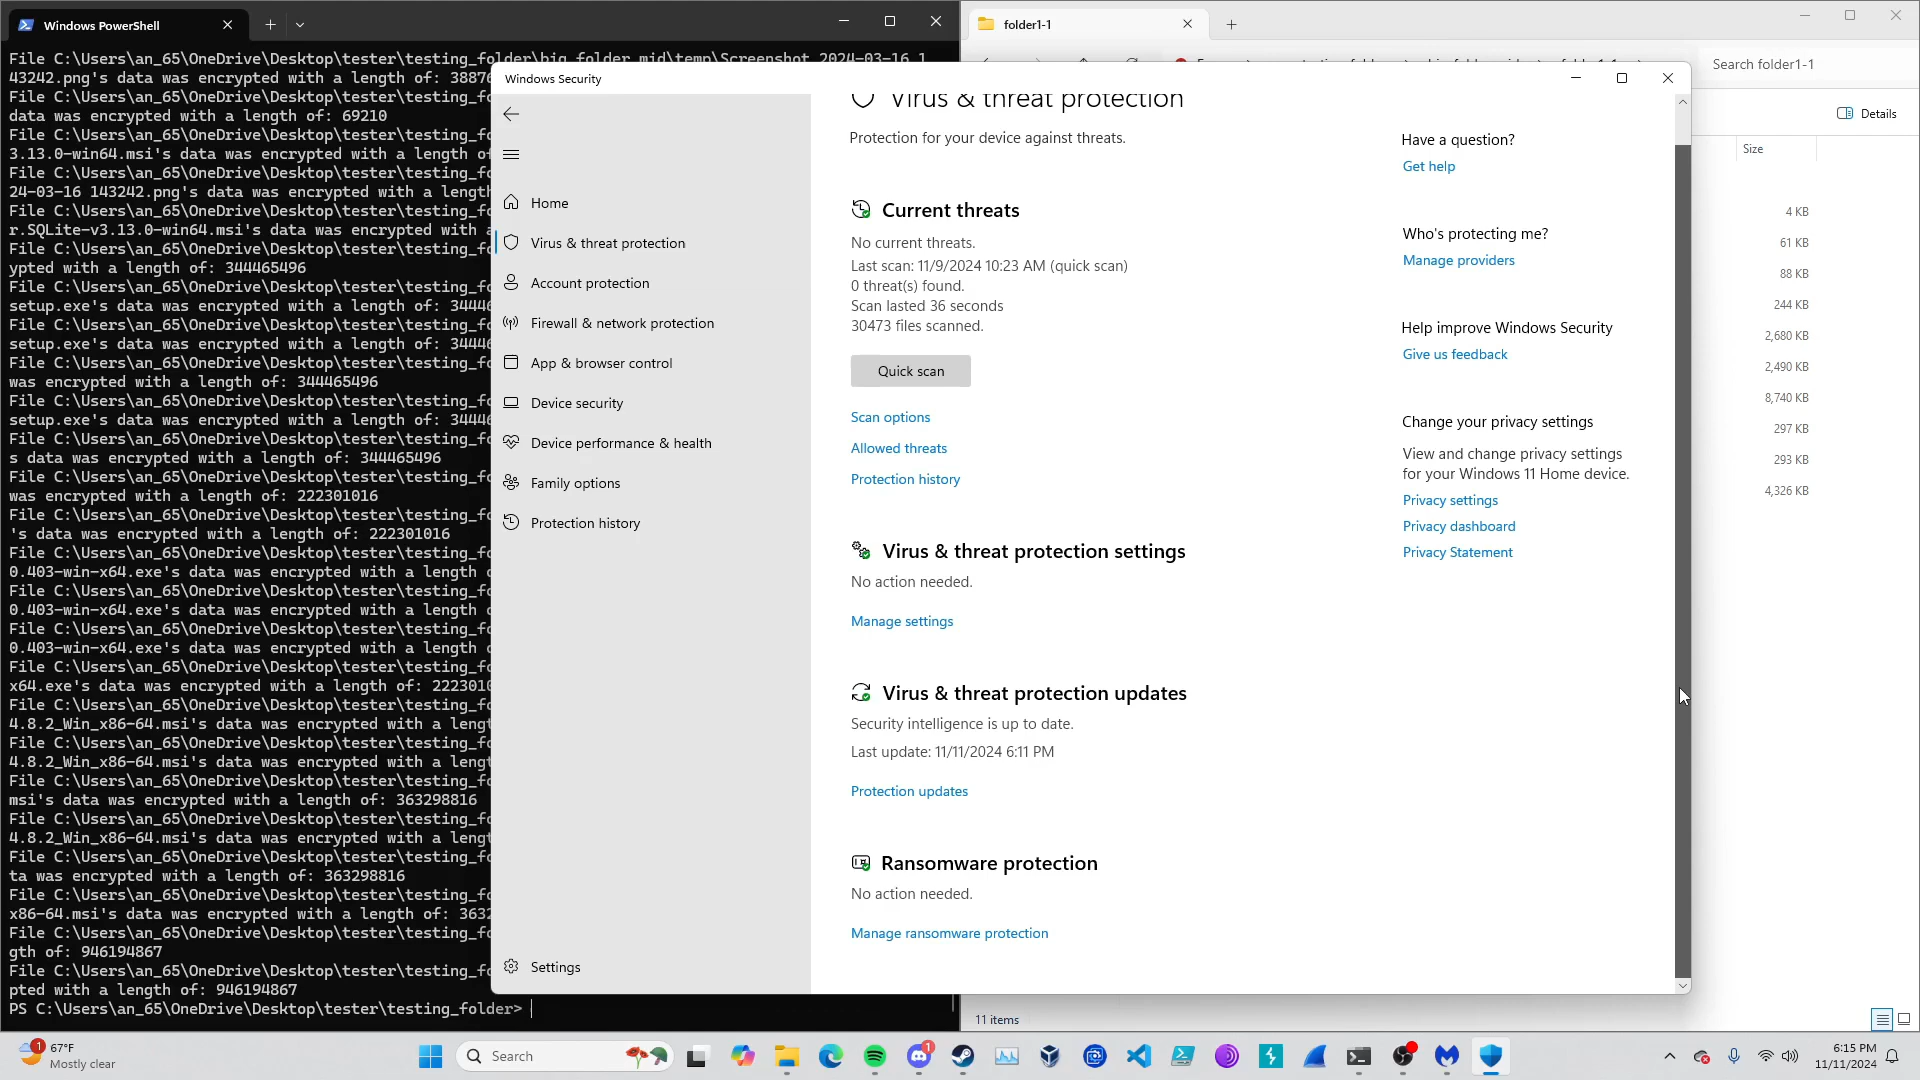 Windows PowerShell
folder1-1
File C:\Users\an_65\OneDrive\Desktop\tester\testing_folder\big_folder_mid\temp\Screenshot 2024-03-16 1
43242.png's data was encrypted with a length of: 38876
File C:\Users\an_65\OneDrive\Desktop\tester\testing_fo
data was encrypted with a length of: 69210
File C:\Users\an_65\OneDrive\Desktop\tester\testing_fo
3.13.0-win64.msi's data was encrypted with a length of
File C:\Users\an_65\OneDrive\Desktop\tester\testing_fo
24-03-16 143242.png's data was encrypted with a length
File C:\Users\an_65\OneDrive\Desktop\tester\testing_fo
r.SQLite-v3.13.0-win64.msi's data was encrypted with a
File C:\Users\an_65\OneDrive\Desktop\tester\testing_fo
ypted with a length of: 344465496
File C:\Users\an_65\OneDrive\Desktop\tester\testing_fo
setup.exe's data was encrypted with a length of: 34446
File C:\Users\an_65\OneDrive\Desktop\tester\testing_fo
setup.exe's data was encrypted with a length of: 34446
File C:\Users\an_65\OneDrive\Desktop\tester\testing_fo
was encrypted with a length of: 344465496
File C:\Users\an_65\OneDrive\Desktop\tester\testing_fo
setup.exe's data was encrypted with a length of: 34446
File C:\Users\an_65\OneDrive\Desktop\tester\testing_fo
s data was encrypted with a length of: 344465496
File C:\Users\an_65\OneDrive\Desktop\tester\testing_fo
was encrypted with a length of: 222301016
File C:\Users\an_65\OneDrive\Desktop\tester\testing_fo
's data was encrypted with a length of: 222301016
File C:\Users\an_65\OneDrive\Desktop\tester\testing_fo
0.403-win-x64.exe's data was encrypted with a length o
File C:\Users\an_65\OneDrive\Desktop\tester\testing_fo
0.403-win-x64.exe's data was encrypted with a length o
File C:\Users\an_65\OneDrive\Desktop\tester\testing_fo
0.403-win-x64.exe's data was encrypted with a length o
File C:\Users\an_65\OneDrive\Desktop\tester\testing_fo
x64.exe's data was encrypted with a length of: 2223010
File C:\Users\an_65\OneDrive\Desktop\tester\testing_fo
4.8.2_Win_x86-64.msi's data was encrypted with a lengt
File C:\Users\an_65\OneDrive\Desktop\tester\testing_fo
4.8.2_Win_x86-64.msi's data was encrypted with a lengt
File C:\Users\an_65\OneDrive\Desktop\tester\testing_fo
msi's data was encrypted with a length of: 363298816
File C:\Users\an_65\OneDrive\Desktop\tester\testing_fo
4.8.2_Win_x86-64.msi's data was encrypted with a lengt
File C:\Users\an_65\OneDrive\Desktop\tester\testing_fo
ta was encrypted with a length of: 363298816
File C:\Users\an_65\OneDrive\Desktop\tester\testing_fo
x86-64.msi's data was encrypted with a length of: 3632
File C:\Users\an_65\OneDrive\Desktop\tester\testing_fo
gth of: 946194867
File C:\Users\an_65\OneDrive\Desktop\tester\testing_fo
pted with a length of: 946194867
PS C:\Users\an_65\OneDrive\Desktop\tester\testing_folder>
Windows Security
Home
Virus & threat protection
Account protection
Firewall & network protection
App & browser control
Device security
Device performance & health
Family options
Protection history
Settings
Virus & threat protection
Protection for your device against threats.
Current threats
No current threats.
Last scan: 11/9/2024 10:23 AM (quick scan)
0 threat(s) found.
Scan lasted 36 seconds
30473 files scanned.
Quick scan
Scan options
Allowed threats
Protection history
Virus & threat protection settings
No action needed.
Manage settings
Virus & threat protection updates
Security intelligence is up to date.
Last update: 11/11/2024 6:11 PM
Protection updates
Ransomware protection
No action needed.
Manage ransomware protection
Have a question?
Get help
Who's protecting me?
Manage providers
Help improve Windows Security
Give us feedback
Change your privacy settings
View and change privacy settings
for your Windows 11 Home device.
Privacy settings
Privacy dashboard
Privacy Statement
Search folder1-1
Details
Size
4 KB
61 KB
88 KB
244 KB
2,680 KB
2,490 KB
8,740 KB
297 KB
293 KB
4,326 KB
11 items
1
67°F
Mostly clear
Search
1
6:15 PM
11/11/2024